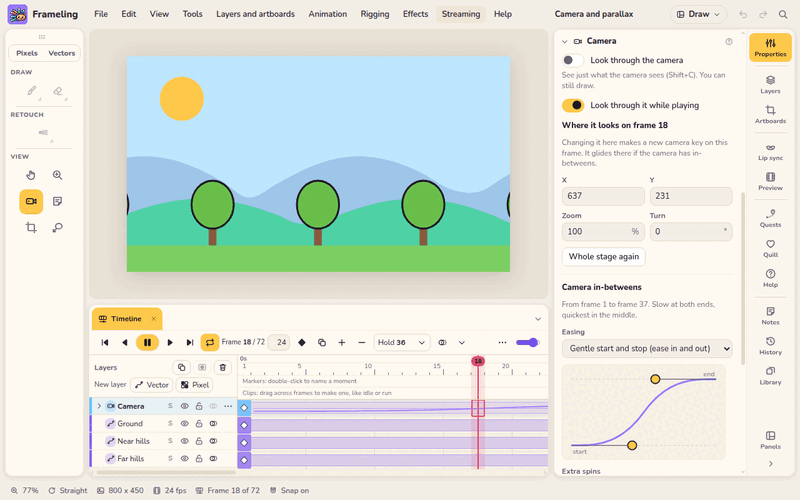 Frameling
File Edit View Tools Layers and artboards Animation Rigging Effects Streaming Help
Camera and parallax
Draw
Pixels Vectors
DRAW
RETOUCH
VIEW
Camera
Look through the camera
See just what the camera sees (Shift+C). You can
still draw.
Look through it while playing
Where it looks on frame 18
Changing it here makes a new camera key on this
frame. It glides there if the camera has in-
betweens.
X Y
637 231
Zoom Turn
100 % 0 °
Whole stage again
Camera in-betweens
From frame 1 to frame 37. Slow at both ends,
quickest in the middle.
Easing
Gentle start and stop (ease in and out)
end
start
Extra spins
Properties
Layers
Artboards
Lip sync
Preview
Quests
Quill
Help
Notes
History
Library
Panels
Timeline ×
Frame 18 / 72 24
Hold 36
Layers
New layer Vector Pixel
0s
1 5 10 15 18 20
Markers: double-click to name a moment
Clips: drag across frames to make one, like idle or run
Camera S
Ground S
Near hills S
Far hills S
77% Straight 800 x 450 24 fps Frame 18 of 72 Snap on